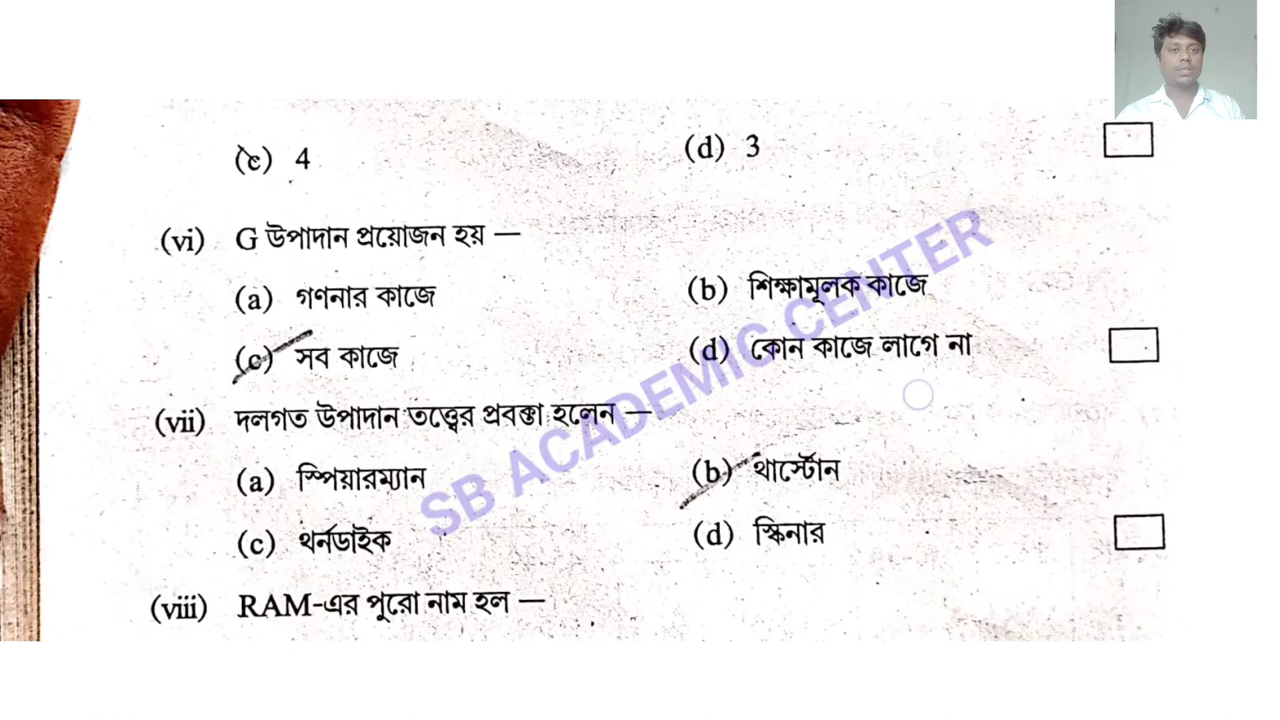 (c) 4 (d) 3
(vi) G উপাদান প্রয়োজন হয় —
(a) গণনার কাজে (b) শিক্ষামূলক কাজে
(c) সব কাজে (d) কোন কাজে লাগে না
(vii) দলগত উপাদান তত্ত্বের প্রবক্তা হলেন —
(a) স্পিয়ারম্যান (b) থার্স্টোন
(c) থর্নডাইক (d) স্কিনার
(viii) RAM-এর পুরো নাম হল —
SB ACADEMIC CENTER